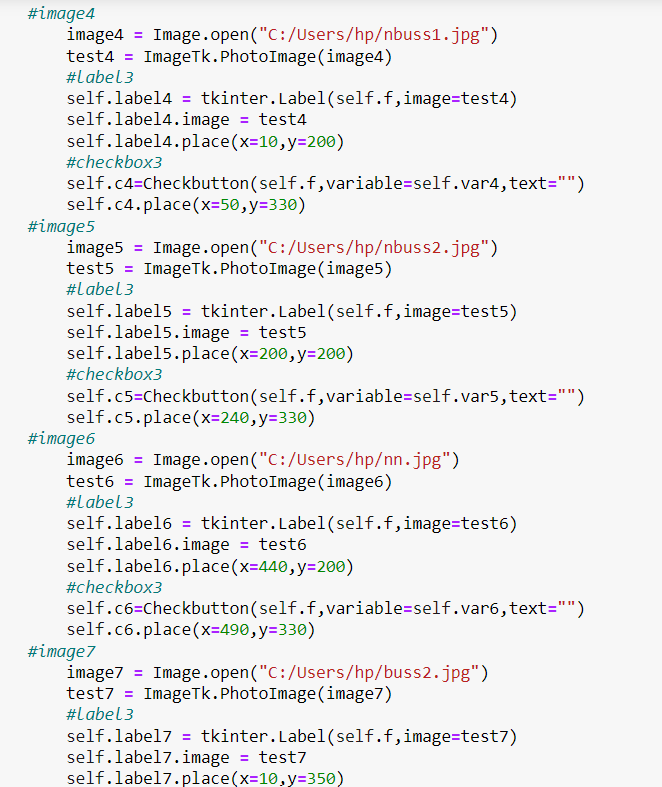 #image4
image4 = Image.open("C:/Users/hp/nbuss1.jpg")
test4 = ImageTk.PhotoImage(image4)
#label3
self.label4 = tkinter.Label(self.f,image=test4)
self.label4.image = test4
self.label4.place(x=10,y=200)
#checkbox3
self.c4=Checkbutton(self.f,variable=self.var4,text="")
self.c4.place(x=50,y=330)
#image5
image5 = Image.open("C:/Users/hp/nbuss2.jpg")
test5 = ImageTk.PhotoImage(image5)
#label3
self.label5 = tkinter.Label(self.f,image=test5)
self.label5.image = test5
self.label5.place(x=200,y=200)
#checkbox3
self.c5=Checkbutton(self.f,variable=self.var5,text="")
self.c5.place(x=240,y=330)
#image6
image6 = Image.open("C:/Users/hp/nn.jpg")
test6 = ImageTk.PhotoImage(image6)
#label3
self.label6 = tkinter.Label(self.f,image=test6)
self.label6.image = test6
self.label6.place(x=440,y=200)
#checkbox3
self.c6=Checkbutton(self.f,variable=self.var6,text="")
self.c6.place(x=490,y=330)
#image7
image7 = Image.open("C:/Users/hp/buss2.jpg")
test7 = ImageTk.PhotoImage(image7)
#label3
self.label7 = tkinter.Label(self.f,image=test7)
self.label7.image = test7
self.label7.place(x=10,y=350)